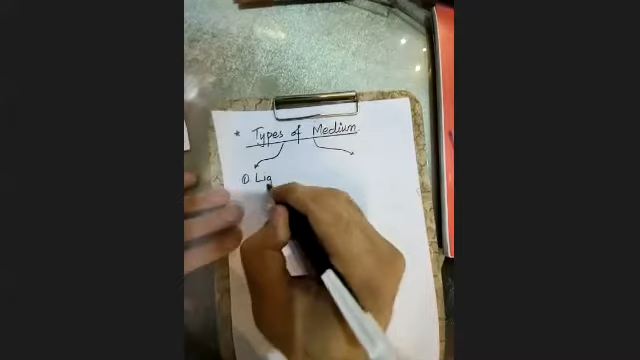 * Types of Medium
① Liq